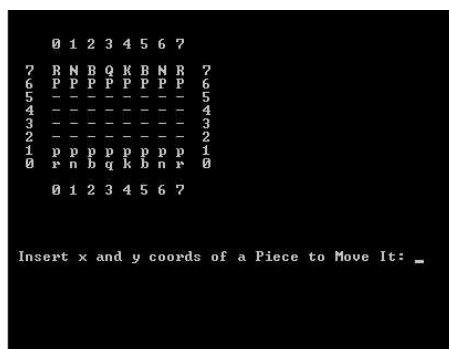 0 1 2 3 4 5 6 7
7 R N B Q K B N R 7
6 P P P P P P P P 6
5 - - - - - - - - 5
4 - - - - - - - - 4
3 - - - - - - - - 3
2 - - - - - - - - 2
1 p p p p p p p p 1
0 r n b q k b n r 0
0 1 2 3 4 5 6 7
Insert x and y coords of a Piece to Move It: _